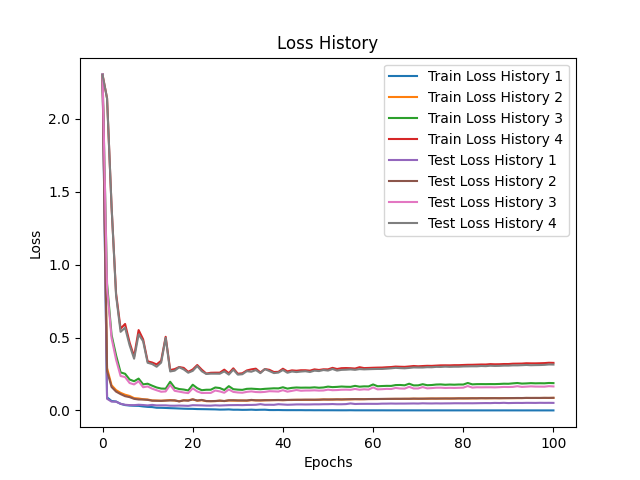 Loss History
Train Loss History 1
Train Loss History 2
Train Loss History 3
Train Loss History 4
Test Loss History 1
Test Loss History 2
Test Loss History 3
Test Loss History 4
Loss
2.0
1.5
1.0
0.5
0.0
0 20 40 60 80 100
Epochs